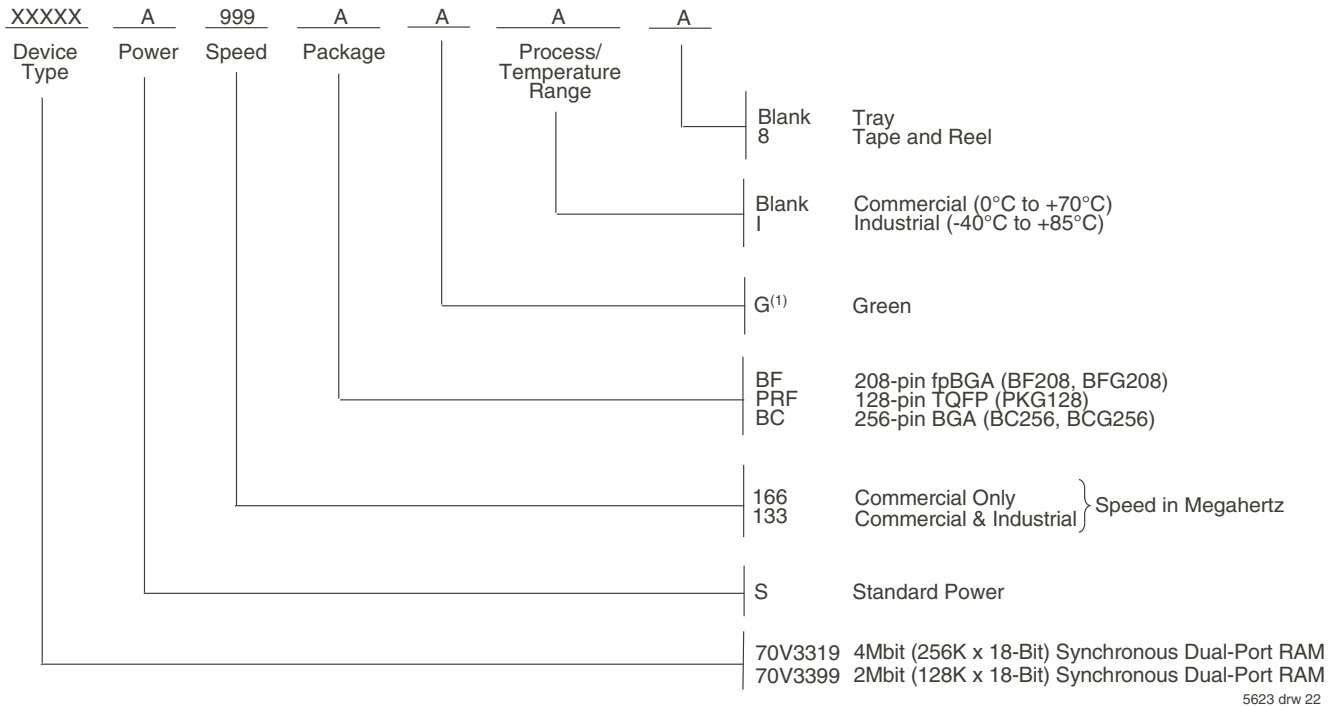 XXXXX A 999 A A A A
Device Type Power Speed Package Process/ Temperature Range
Blank Tray
8 Tape and Reel
Blank Commercial (0°C to +70°C)
I Industrial (-40°C to +85°C)
G(1) Green
BF 208-pin fpBGA (BF208, BFG208)
PRF 128-pin TQFP (PKG128)
BC 256-pin BGA (BC256, BCG256)
166 Commercial Only
133 Commercial & Industrial
Speed in Megahertz
S Standard Power
70V3319 4Mbit (256K x 18-Bit) Synchronous Dual-Port RAM
70V3399 2Mbit (128K x 18-Bit) Synchronous Dual-Port RAM
5623 drw 22